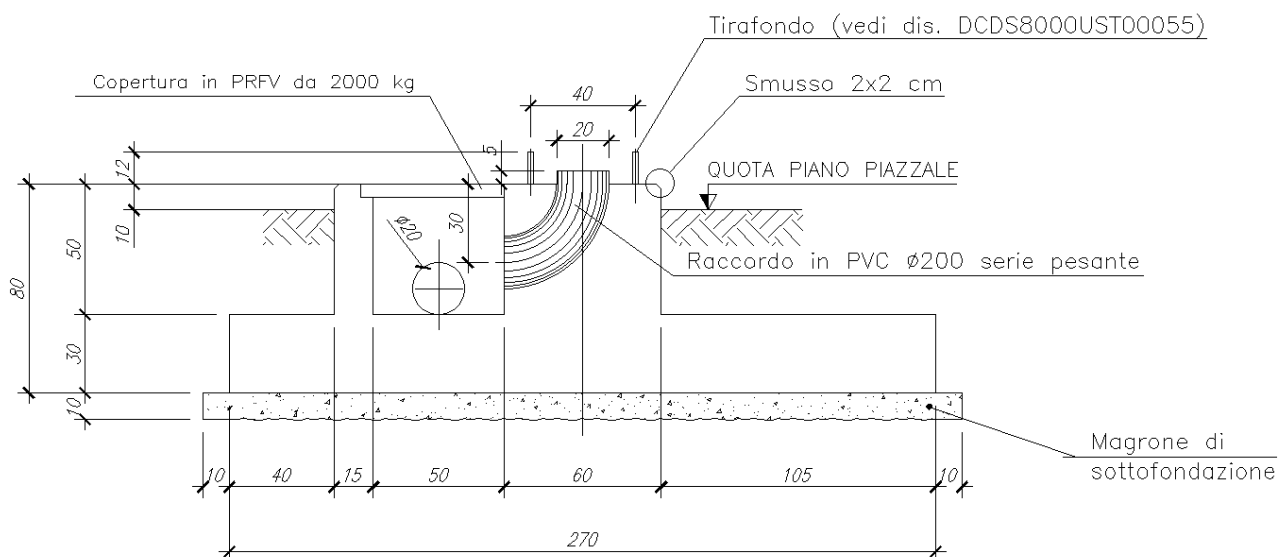 Tirafondo (vedi dis. DCDS8000UST00055)
Copertura in PRFV da 2000 kg
Smusso 2x2 cm
40
20
5
12
QUOTA PIANO PIAZZALE
10
50
80
30
Ø20
Raccordo in PVC Ø200 serie pesante
30
10
Magrone di
sottofondazione
10
40
15
50
60
105
10
270